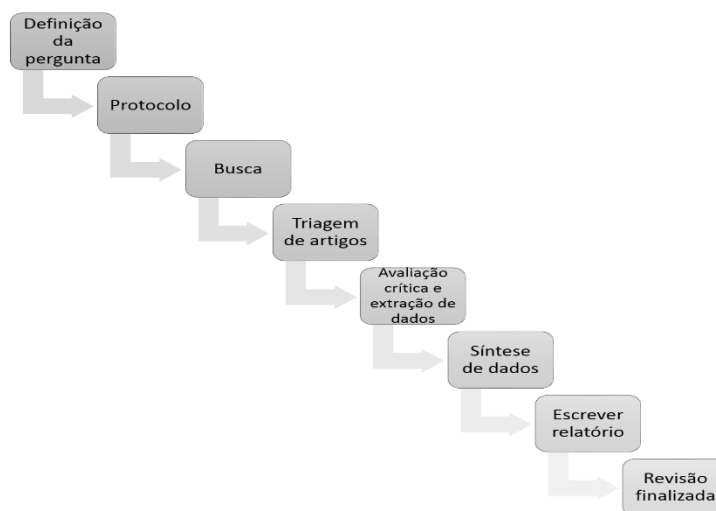 Definição
da
pergunta
Protocolo
Busca
Triagem
de artigos
Avaliação
crítica e
extração de
dados
Síntese
de dados
Escrever
relatório
Revisão
finalizada